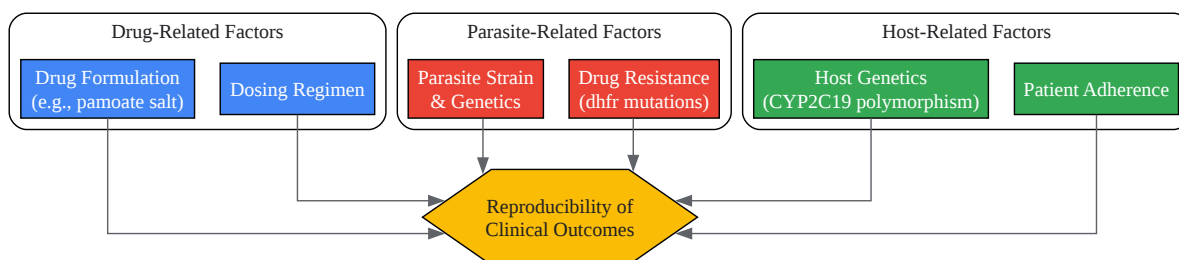 Drug-Related Factors
Drug Formulation
(e.g., pamoate salt)
Dosing Regimen
Parasite-Related Factors
Parasite Strain
& Genetics
Drug Resistance
(dhfr mutations)
Host-Related Factors
Host Genetics
(CYP2C19 polymorphism)
Patient Adherence
Reproducibility of
Clinical Outcomes